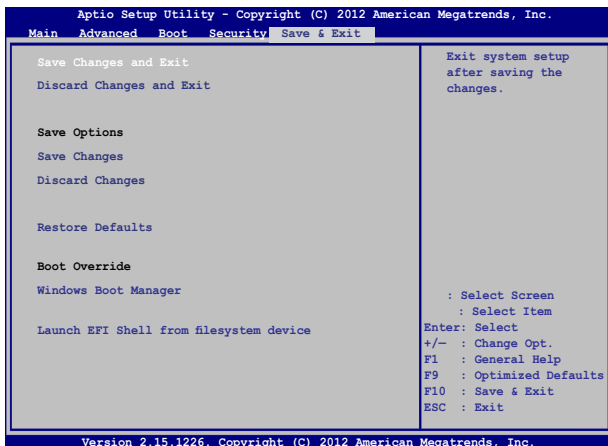 Aptio Setup Utility - Copyright (C) 2012 American Megatrends, Inc.
Main Advanced Boot Security Save & Exit
Save Changes and Exit
Discard Changes and Exit
Save Options
Save Changes
Discard Changes
Restore Defaults
Boot Override
Windows Boot Manager
Launch EFI Shell from filesystem device
Exit system setup
after saving the
changes.
: Select Screen
: Select Item
Enter: Select
+/— : Change Opt.
F1 : General Help
F9 : Optimized Defaults
F10 : Save & Exit
ESC : Exit
Version 2.15.1226. Copyright (C) 2012 American Megatrends, Inc.